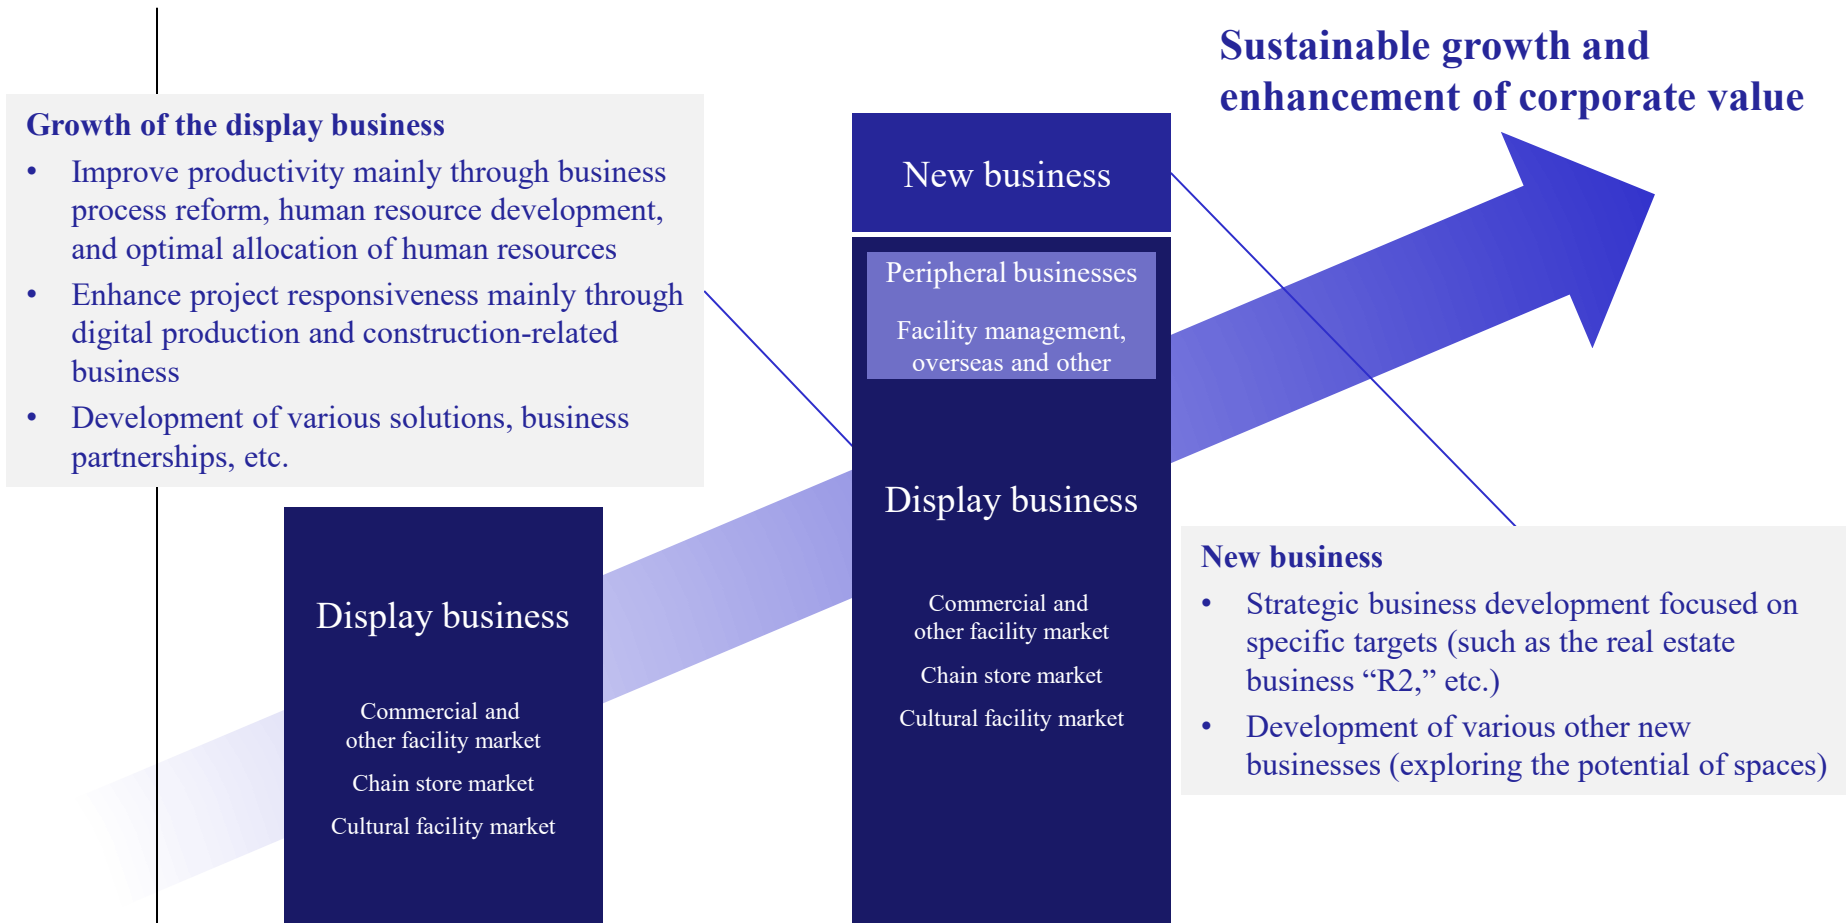 Sustainable growth and
enhancement of corporate value
Growth of the display business
• Improve productivity mainly through business
process reform, human resource development,
and optimal allocation of human resources
• Enhance project responsiveness mainly through
digital production and construction-related
business
• Development of various solutions, business
partnerships, etc.
Display business
Commercial and
other facility market
Chain store market
Cultural facility market
New business
Peripheral businesses
Facility management,
overseas and other
Display business
Commercial and
other facility market
Chain store market
Cultural facility market
New business
• Strategic business development focused on
specific targets (such as the real estate
business “R2,” etc.)
• Development of various other new
businesses (exploring the potential of spaces)